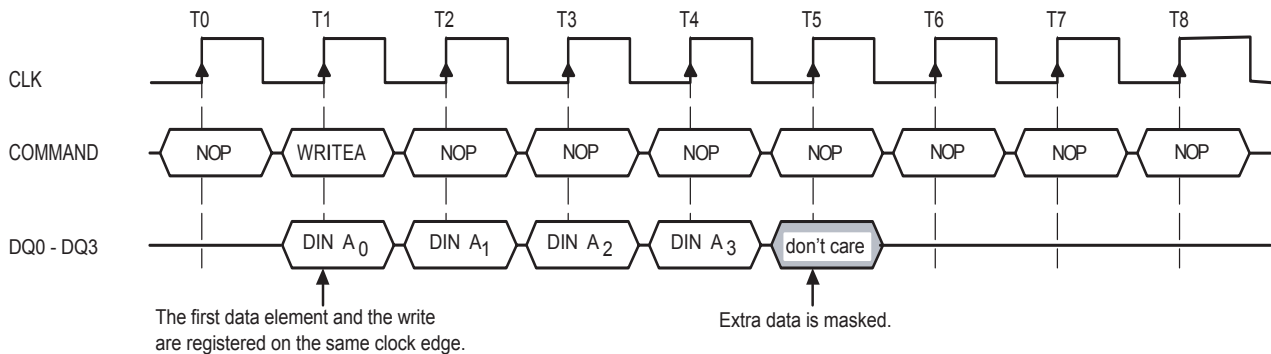 T0 T1 T2 T3 T4 T5 T6 T7 T8
CLK
COMMAND NOP WRITEA NOP NOP NOP NOP NOP NOP NOP
DQ0 - DQ3 DIN A0 DIN A1 DIN A2 DIN A3 don't care
The first data element and the write
are registered on the same clock edge.
Extra data is masked.